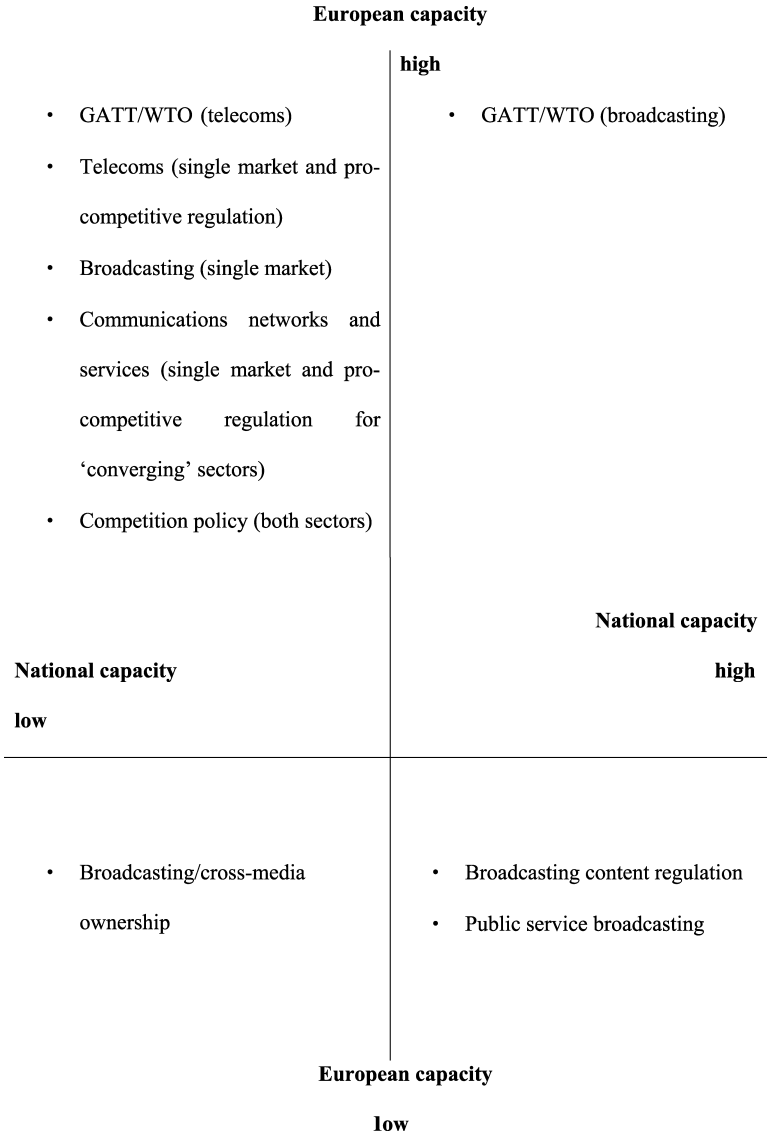 European capacity
high
• GATT/WTO (telecoms)
• Telecoms (single market and pro-
competitive regulation)
• Broadcasting (single market)
• Communications networks and
services (single market and pro-
competitive regulation for
‘converging’ sectors)
• Competition policy (both sectors)
• GATT/WTO (broadcasting)
National capacity
high
National capacity
low
• Broadcasting/cross-media
ownership
• Broadcasting content regulation
• Public service broadcasting
European capacity
low